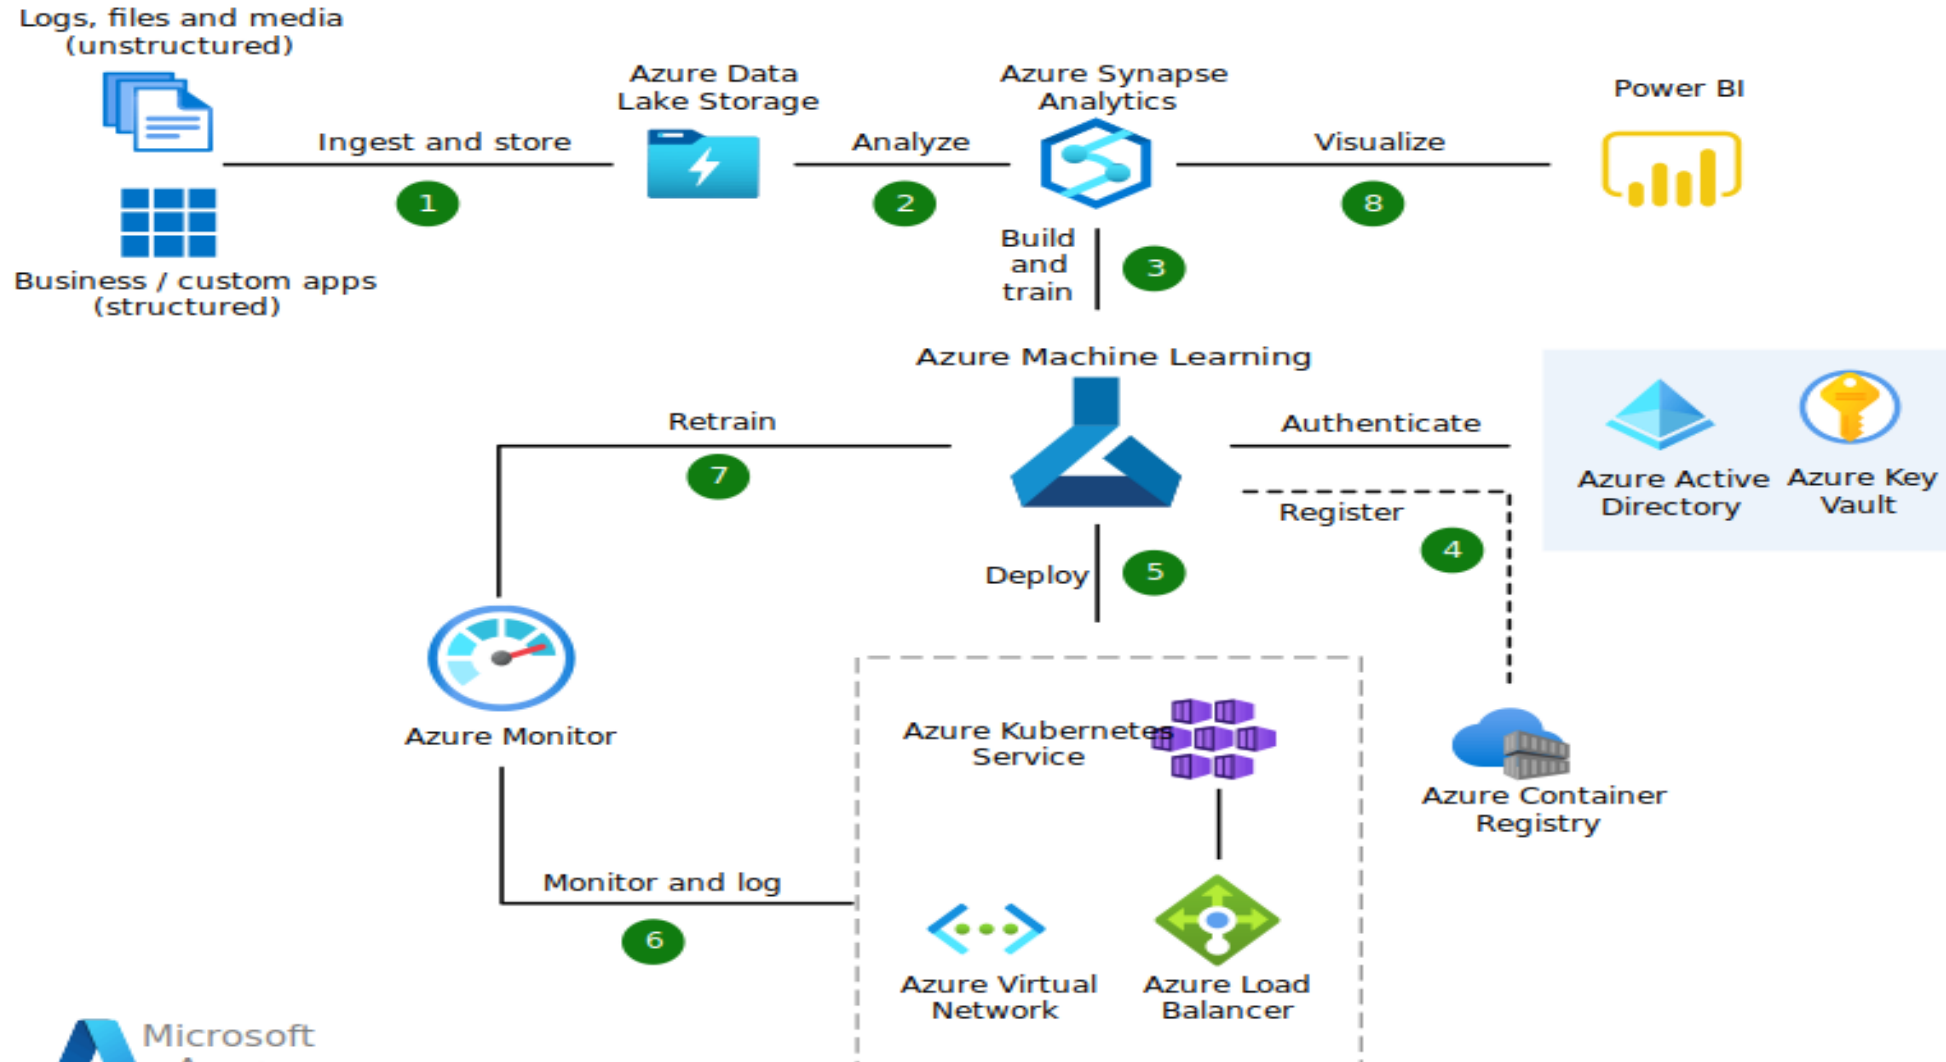 Logs, files and media
(unstructured)
Azure Data
Lake Storage
Azure Synapse
Analytics
Power BI
Ingest and store
1
Analyze
2
Visualize
8
Business / custom apps
(structured)
Build
and
train
3
Azure Machine Learning
Retrain
7
Authenticate
Azure Active
Directory
Azure Key
Vault
Register
4
Deploy
5
Azure Monitor
Azure Kubernetes
Service
Azure Container
Registry
Monitor and log
6
Azure Virtual
Network
Azure Load
Balancer
Microsoft